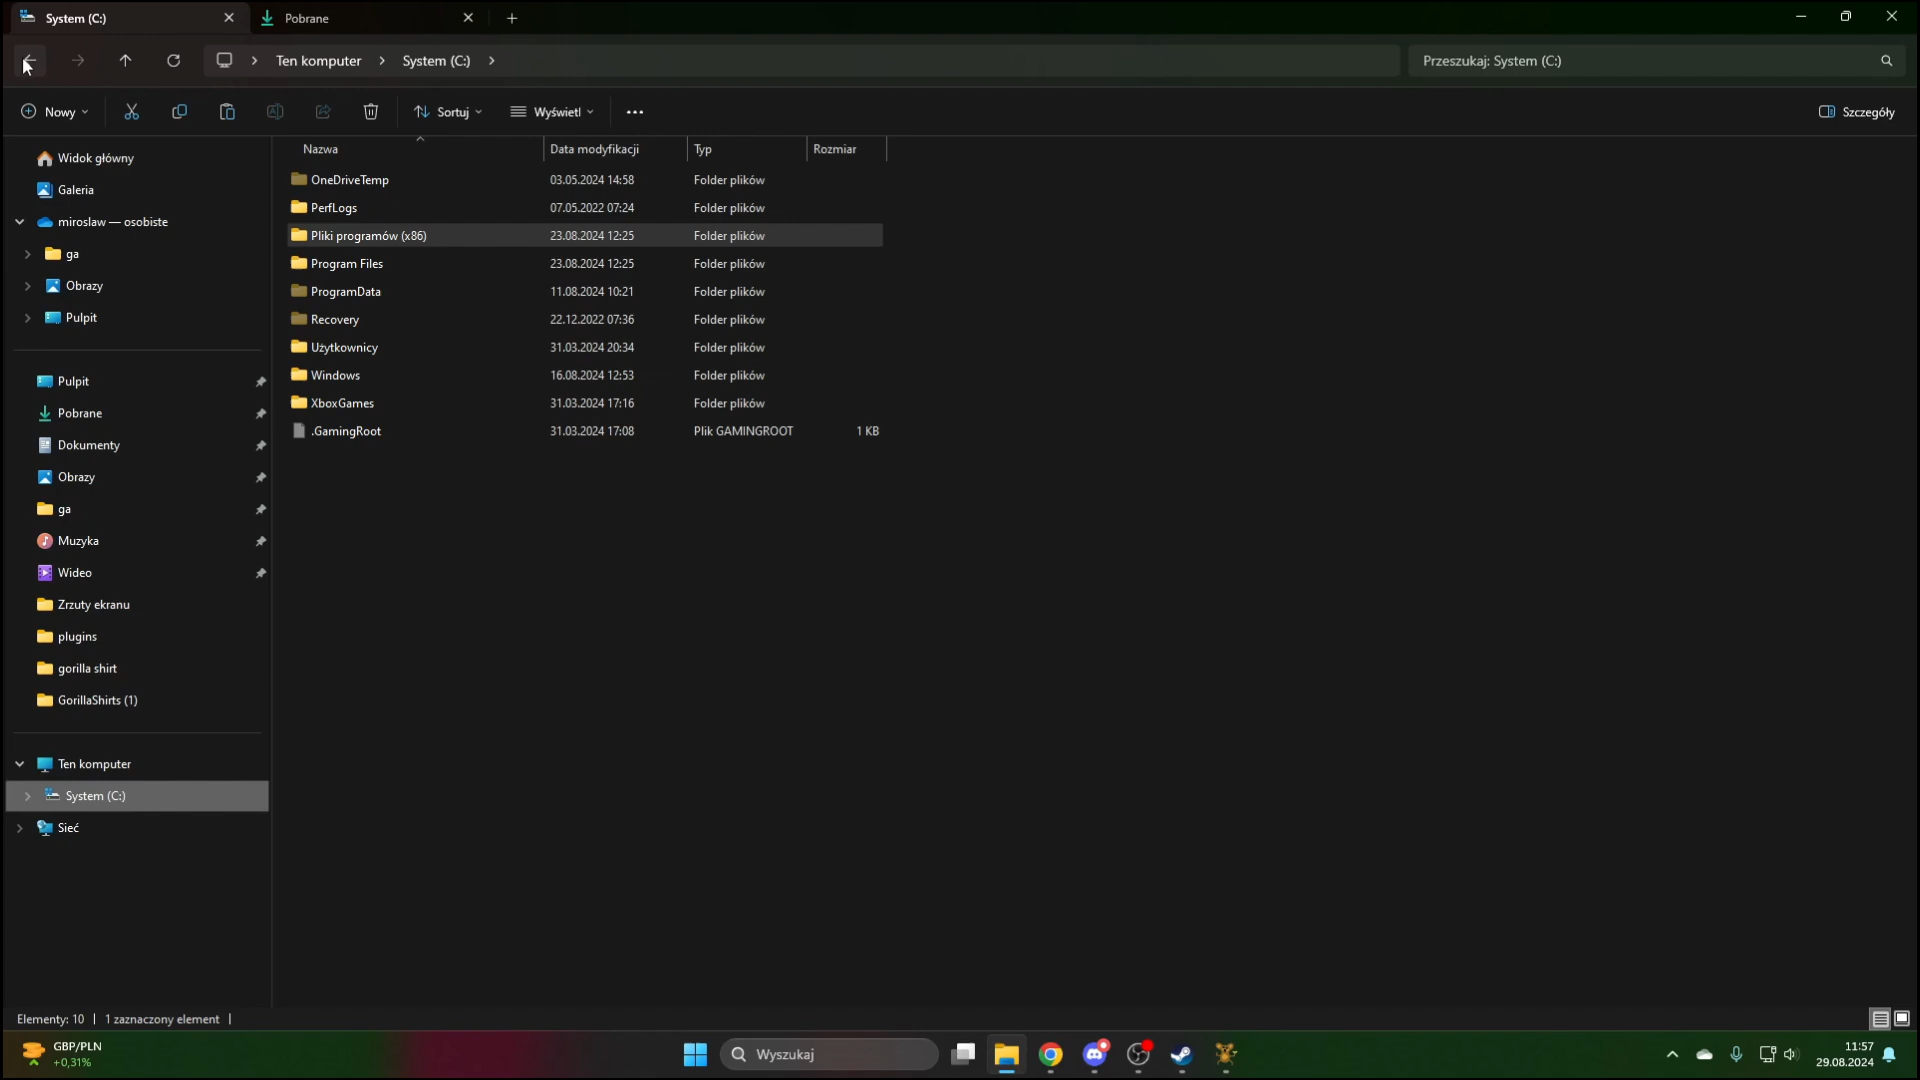 System (C:)
Pobrane
Ten komputer
System (C:)
Przeszukaj: System (C:)
Nowy
Sortuj
Wyświetl
Szczegóły
Widok główny
Galeria
miroslaw — osobiste
ga
Obrazy
Pulpit
Pulpit
Pobrane
Dokumenty
Obrazy
ga
Muzyka
Wideo
Zrzuty ekranu
plugins
gorilla shirt
GorillaShirts (1)
Ten komputer
System (C:)
Sieć
Nazwa Data modyfikacji Typ Rozmiar
OneDriveTemp 03.05.2024 14:58 Folder plików
PerfLogs 07.05.2022 07:24 Folder plików
Pliki programów (x86) 23.08.2024 12:25 Folder plików
Program Files 23.08.2024 12:25 Folder plików
ProgramData 11.08.2024 10:21 Folder plików
Recovery 22.12.2022 07:36 Folder plików
Użytkownicy 31.03.2024 20:34 Folder plików
Windows 16.08.2024 12:53 Folder plików
XboxGames 31.03.2024 17:16 Folder plików
.GamingRoot 31.03.2024 17:08 Plik GAMINGROOT 1 KB
Elementy: 10 1 zaznaczony element
GBP/PLN
+0,31%
Wyszukaj
11:57
29.08.2024